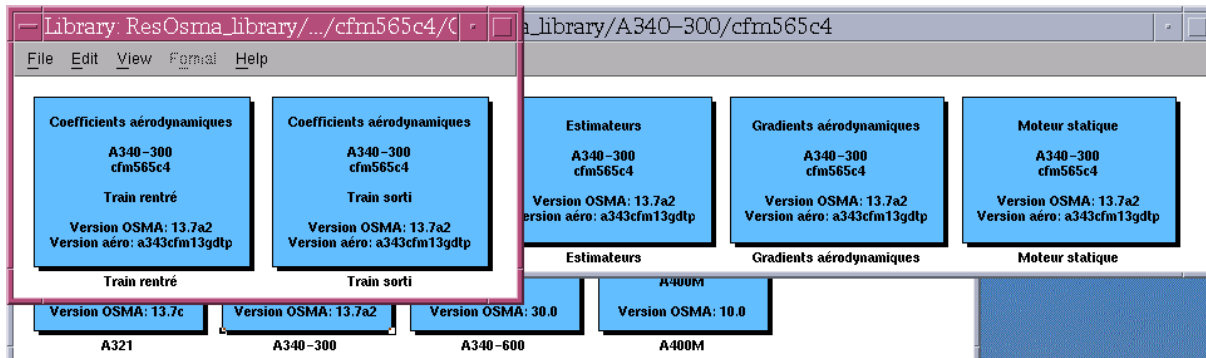 Library: ResOsma_library/.../cfm565c4/
_library/A340-300/cfm565c4
File Edit View Format Help
Coefficients aérodynamiques
A340-300
cfm565c4
Train rentré
Version OSMA: 13.7a2
Version aéro: a343cfm13gdtp
Train rentré
Coefficients aérodynamiques
A340-300
cfm565c4
Train sorti
Version OSMA: 13.7a2
Version aéro: a343cfm13gdtp
Train sorti
Estimateurs
A340-300
cfm565c4
Version OSMA: 13.7a2
ersion aéro: a343cfm13gdtp
Estimateurs
Gradients aérodynamiques
A340-300
cfm565c4
Version OSMA: 13.7a2
Version aéro: a343cfm13gdtp
Gradients aérodynamiques
Moteur statique
A340-300
cfm565c4
Version OSMA: 13.7a2
Version aéro: a343cfm13gdtp
Moteur statique
Version OSMA: 13.7c
A321
Version OSMA: 13.7a2
A340-300
Version OSMA: 30.0
A340-600
A400M
Version OSMA: 10.0
A400M